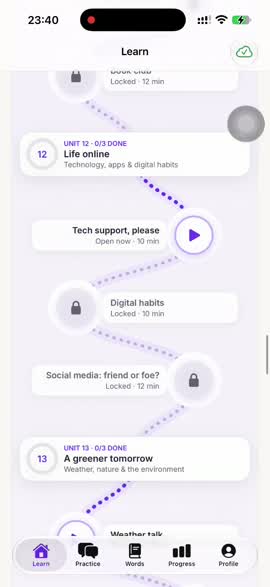 23:40
Learn
Book club
Locked · 12 min
UNIT 12 · 0/3 DONE
12
Life online
Technology, apps & digital habits
Tech support, please
Open now · 10 min
Digital habits
Locked · 10 min
Social media: friend or foe?
Locked · 12 min
UNIT 13 · 0/3 DONE
13
A greener tomorrow
Weather, nature & the environment
Weather talk
Learn
Practice
Words
Progress
Profile